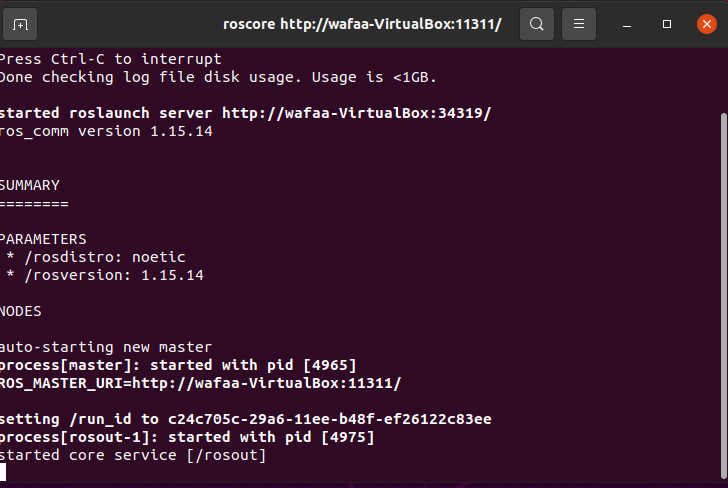 roscore http://wafaa-VirtualBox:11311/
Press Ctrl-C to interrupt
Done checking log file disk usage. Usage is <1GB.
started roslaunch server http://wafaa-VirtualBox:34319/
ros_comm version 1.15.14
SUMMARY
========
PARAMETERS
* /rosdistro: noetic
* /rosversion: 1.15.14
NODES
auto-starting new master
process[master]: started with pid [4965]
ROS_MASTER_URI=http://wafaa-VirtualBox:11311/
setting /run_id to c24c705c-29a6-11ee-b48f-ef26122c83ee
process[rosout-1]: started with pid [4975]
started core service [/rosout]